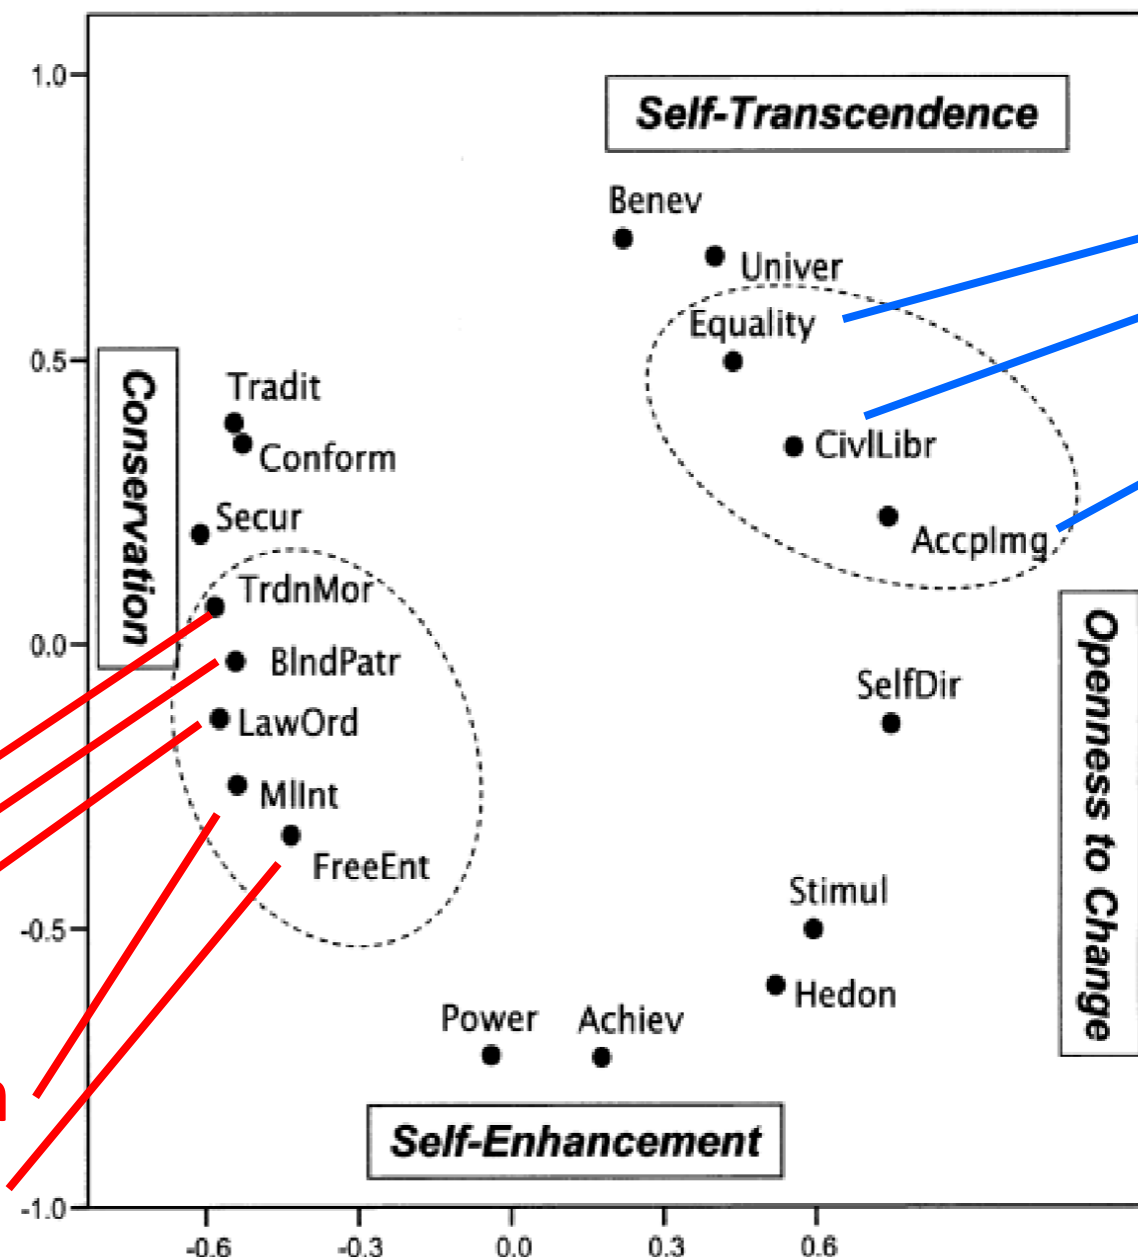 1.0
Self-Transcendence
Benev
Univer
Equality
0.5
Conservation
Tradit
Conform
CivlLibr
Secur
AccpImg
TrdnMor
0.0
BlndPatr
Openness to Change
SelfDir
LawOrd
MlInt
FreeEnt
Stimul
-0.5
Hedon
Power
Achiev
Self-Enhancement
-1.0
-0.6
-0.3
0.0
0.3
0.6